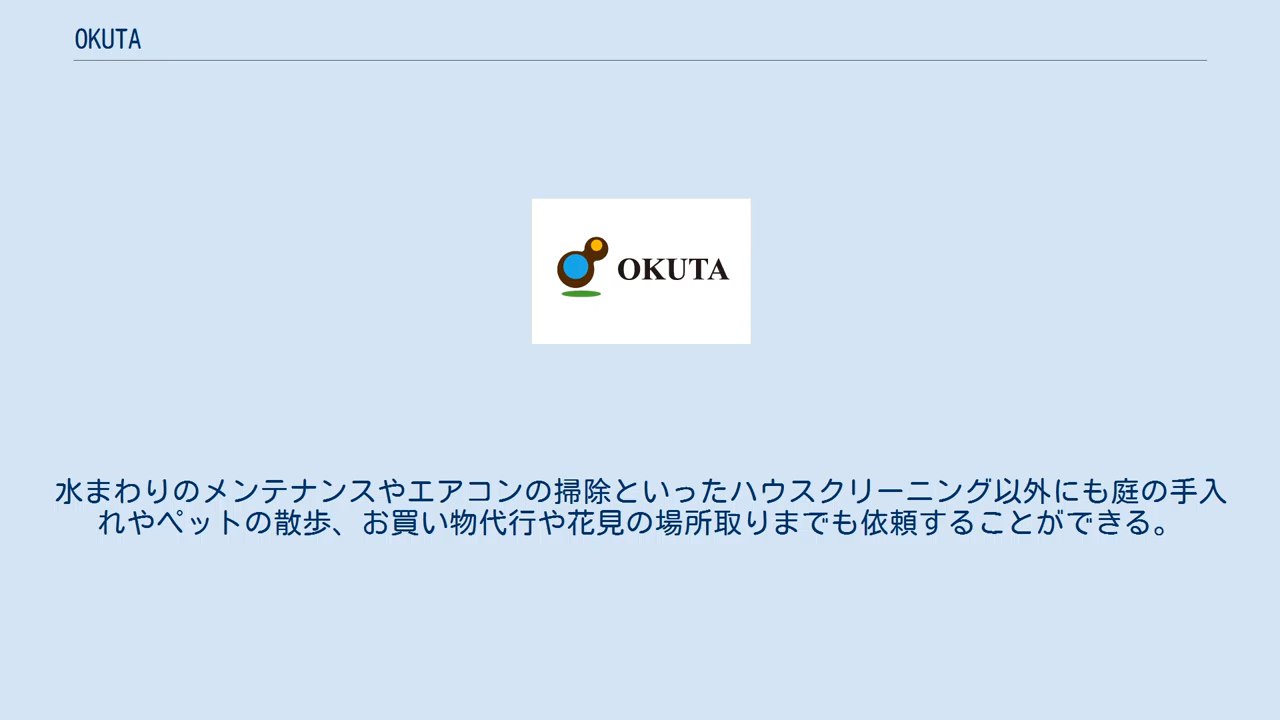 OKUTA
OKUTA
水まわりのメンテナンスやエアコンの掃除といったハウスクリーニング以外にも庭の手入
れやペットの散歩、お買い物代行や花見の場所取りまでも依頼することができる。